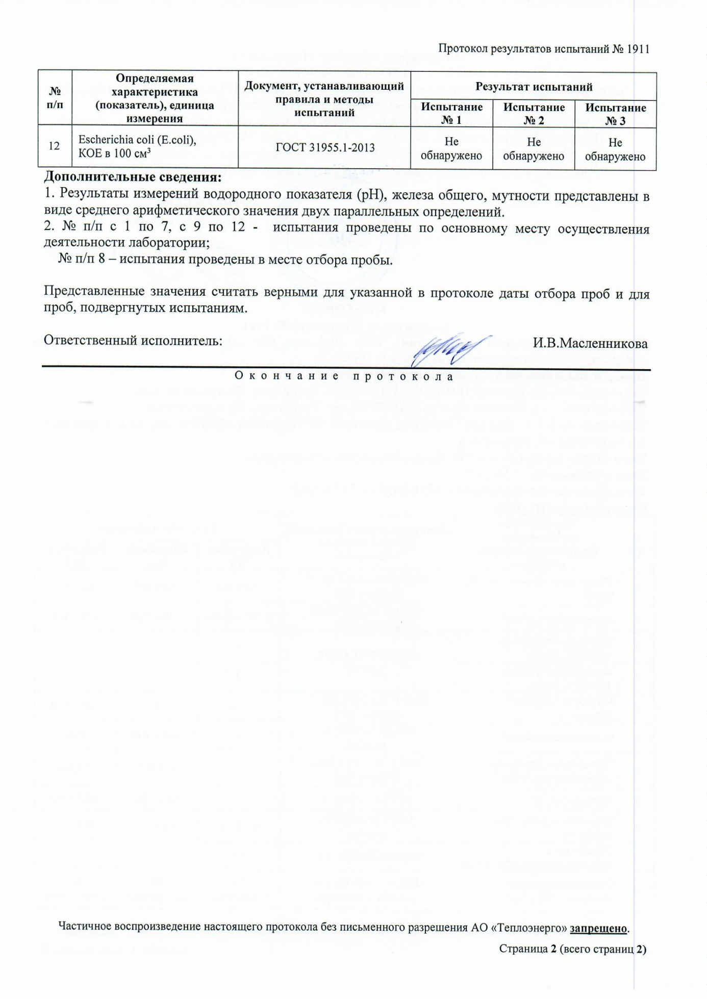 Протокол результатов испытаний № 1911
№ п/п
Определяемая характеристика (показатель), единица измерения
Документ, устанавливающий правила и методы испытаний
Результат испытаний
Испытание № 1
Испытание № 2
Испытание № 3
12
Escherichia coli (E.coli),
КОЕ в 100 см³
ГОСТ 31955.1-2013
Не обнаружено
Не обнаружено
Не обнаружено
Дополнительные сведения:
1. Результаты измерений водородного показателя (рН), железа общего, мутности представлены в
виде среднего арифметического значения двух параллельных определений.
2. № п/п с 1 по 7, с 9 по 12 - испытания проведены по основному месту осуществления
деятельности лаборатории;
№ п/п 8 – испытания проведены в месте отбора пробы.
Представленные значения считать верными для указанной в протоколе даты отбора проб и для
проб, подвергнутых испытаниям.
Ответственный исполнитель:
И.В.Масленникова
Окончание протокола
Частичное воспроизведение настоящего протокола без письменного разрешения АО «Теплоэнерго» запрещено.
Страница 2 (всего страниц 2)